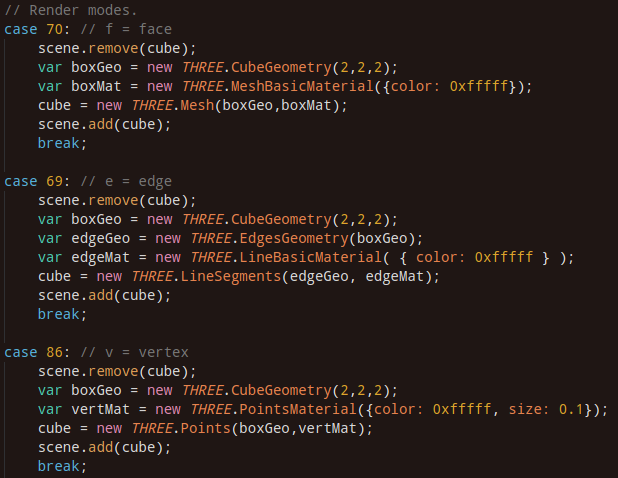 // Render modes.
case 70: // f = face
scene.remove(cube);
var boxGeo = new THREE.CubeGeometry(2,2,2);
var boxMat = new THREE.MeshBasicMaterial({color: 0xfffff});
cube = new THREE.Mesh(boxGeo,boxMat);
scene.add(cube);
break;
case 69: // e = edge
scene.remove(cube);
var boxGeo = new THREE.CubeGeometry(2,2,2);
var edgeGeo = new THREE.EdgesGeometry(boxGeo);
var edgeMat = new THREE.LineBasicMaterial( { color: 0xfffff } );
cube = new THREE.LineSegments(edgeGeo, edgeMat);
scene.add(cube);
break;
case 86: // v = vertex
scene.remove(cube);
var boxGeo = new THREE.CubeGeometry(2,2,2);
var vertMat = new THREE.PointsMaterial({color: 0xfffff, size: 0.1});
cube = new THREE.Points(boxGeo,vertMat);
scene.add(cube);
break;